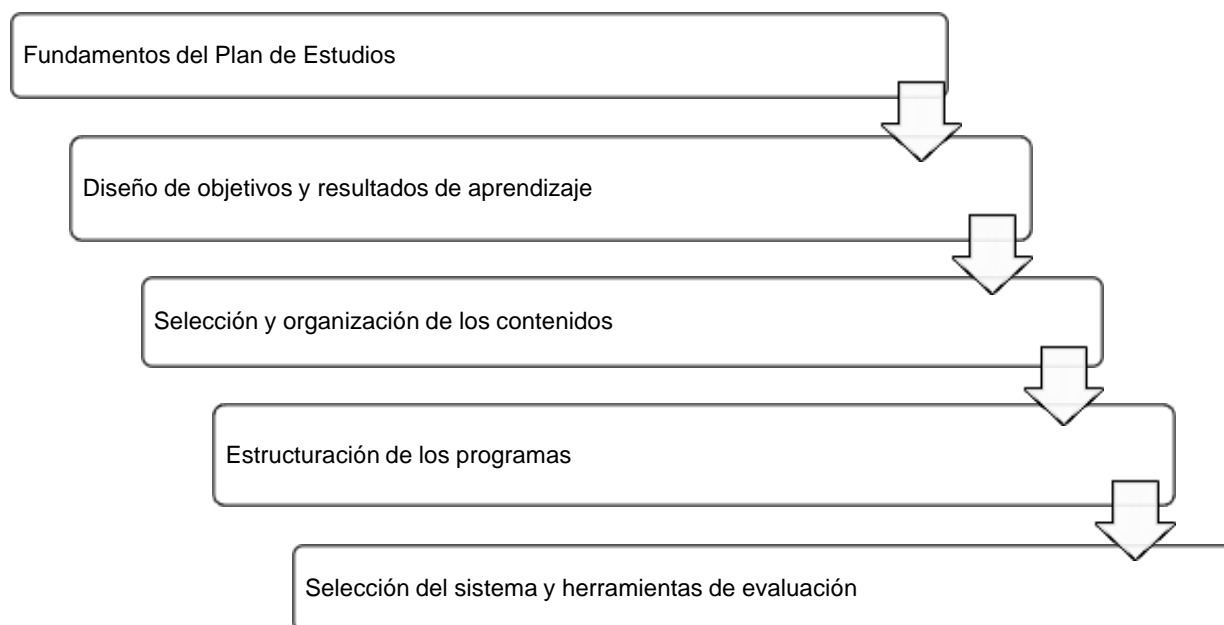 Fundamentos del Plan de Estudios
Diseño de objetivos y resultados de aprendizaje
Selección y organización de los contenidos
Estructuración de los programas
Selección del sistema y herramientas de evaluación